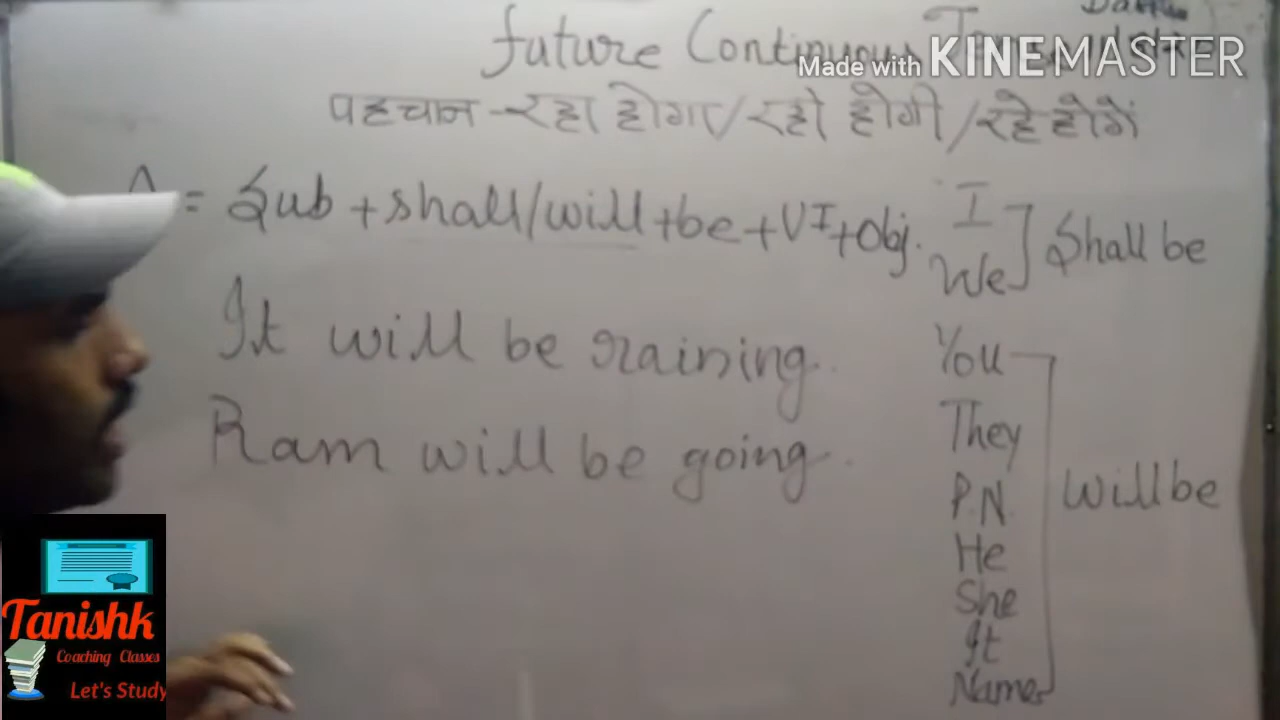 future Continuous
Made with KINEMASTER
पहचान - रहा होगा / रही होगी / रहे होगें
A = Sub + shall/will + be + VI + Obj.
I
We
Shall be
It will be raining.
Ram will be going.
You
They
P.N.
He
She
It
Name
will be
Tanishk
Coaching Classes
Let's Study